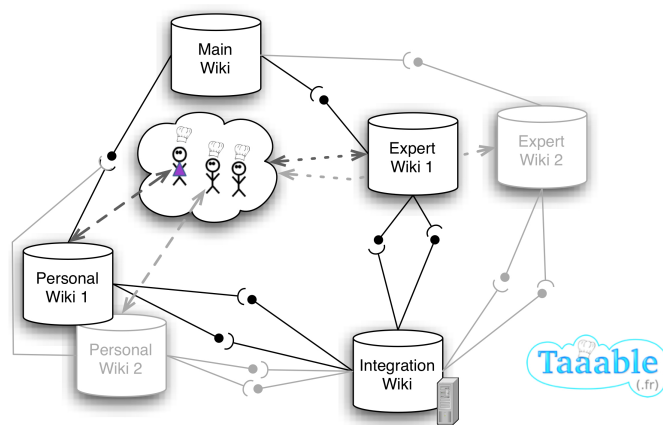 Main
Wiki
Expert
Wiki 1
Expert
Wiki 2
Personal
Wiki 1
Personal
Wiki 2
Integration
Wiki
Taaable
(.fr)